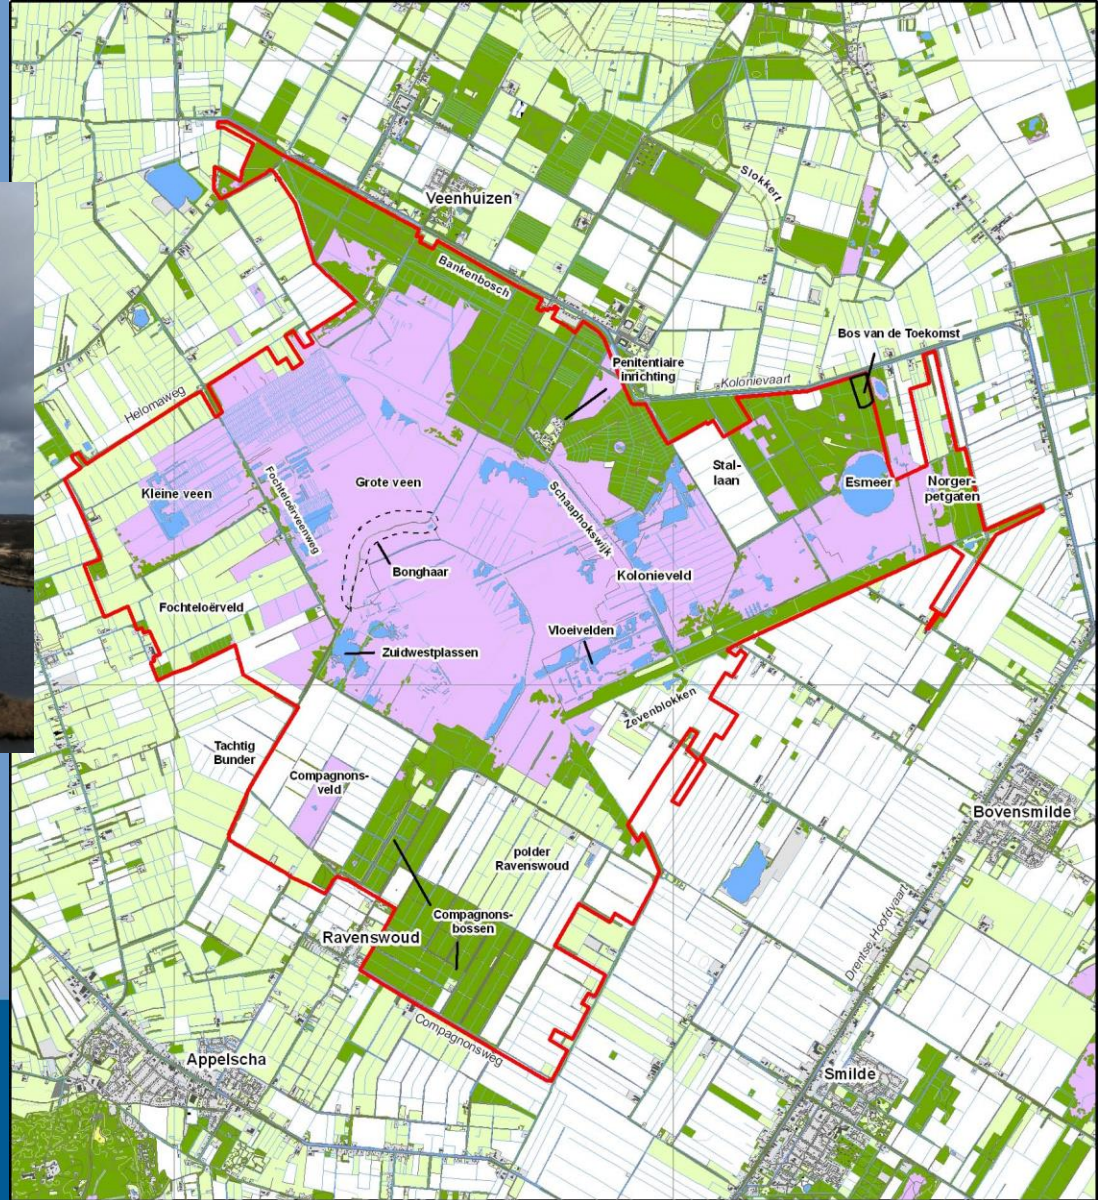 Veenhuizen
Slokkert
Bankenbosch
Bos van de Toekomst
Penitentiaire
inrichting
Kolonievaart
Helomaweg
Stal-
laan
Esmeer
Norger-
petgaten
Kleine veen
Grote veen
Fochteloërveenweg
Schaaphokswijk
Bonghaar
Kolonieveld
Fochteloërveld
Vloeivelden
Zuidwestplassen
Zevenblokken
Tachtig
Bunder
Compagnons-
veld
Bovensmilde
polder
Ravenswoud
Compagnons-
bossen
Ravenswoud
Drentse Hoofdvaart
Compagnonsweg
Appelscha
Smilde